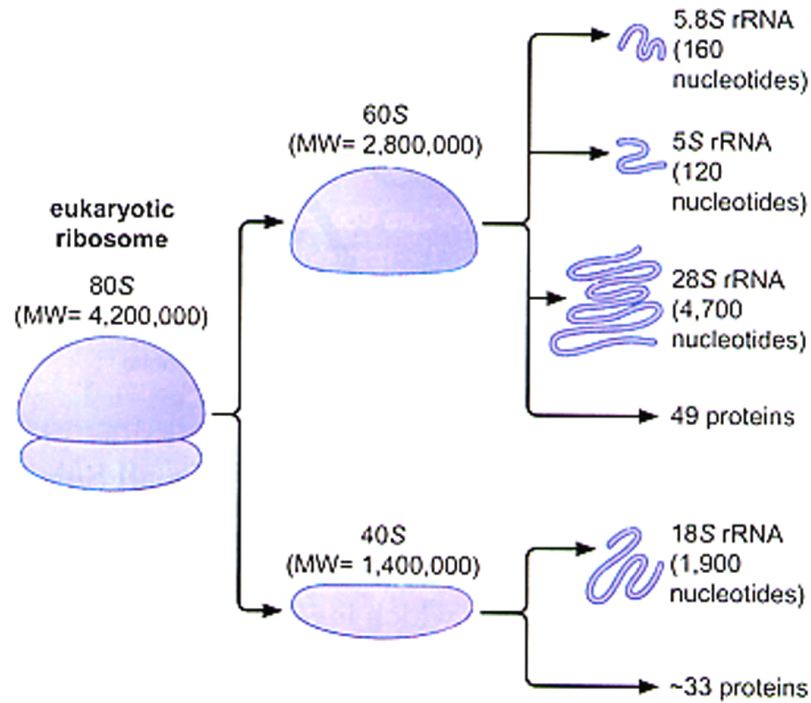 eukaryotic
ribosome
80S
(MW= 4,200,000)
60S
(MW= 2,800,000)
5.8S rRNA
(160
nucleotides)
5S rRNA
(120
nucleotides)
28S rRNA
(4,700
nucleotides)
49 proteins
40S
(MW= 1,400,000)
18S rRNA
(1,900
nucleotides)
~33 proteins